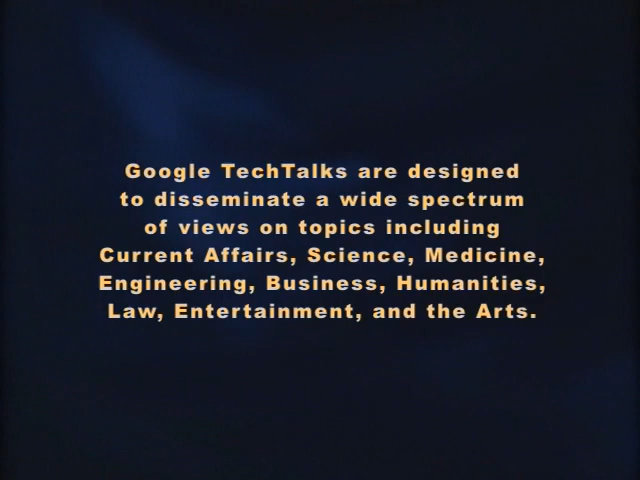 Google TechTalks are designed
to disseminate a wide spectrum
of views on topics including
Current Affairs, Science, Medicine,
Engineering, Business, Humanities,
Law, Entertainment, and the Arts.